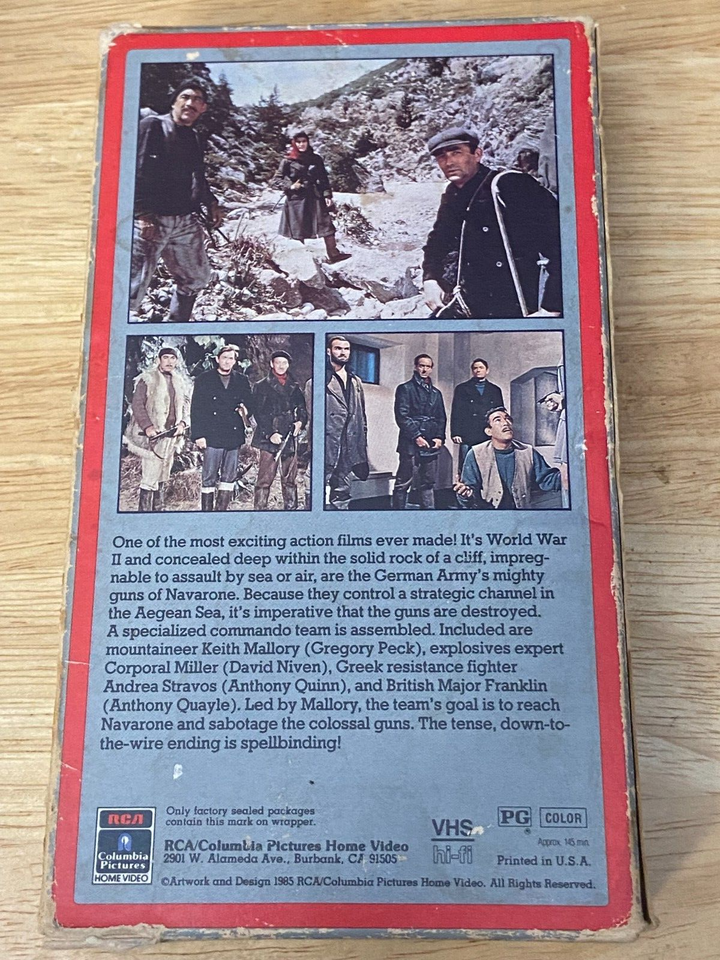 One of the most exciting action films ever made! It's World War
II and concealed deep within the solid rock of a cliff, impreg-
nable to assault by sea or air, are the German Army's mighty
guns of Navarone. Because they control a strategic channel in
the Aegean Sea, it's imperative that the guns are destroyed.
A specialized commando team is assembled. Included are
mountaineer Keith Mallory (Gregory Peck), explosives expert
Corporal Miller (David Niven), Greek resistance fighter
Andrea Stravos (Anthony Quinn), and British Major Franklin
(Anthony Quayle). Led by Mallory, the team's goal is to reach
Navarone and sabotage the colossal guns. The tense, down-to-
the-wire ending is spellbinding!
RCA
Columbia
Pictures
HOME VIDEO
Only factory sealed packages
contain this mark on wrapper.
RCA/Columbia Pictures Home Video
2901 W. Alameda Ave., Burbank, CA 91505
©Artwork and Design 1985 RCA/Columbia Pictures Home Video. All Rights Reserved.
VHS
hi-fi
PG
COLOR
Approx. 145 min.
Printed in U.S.A.